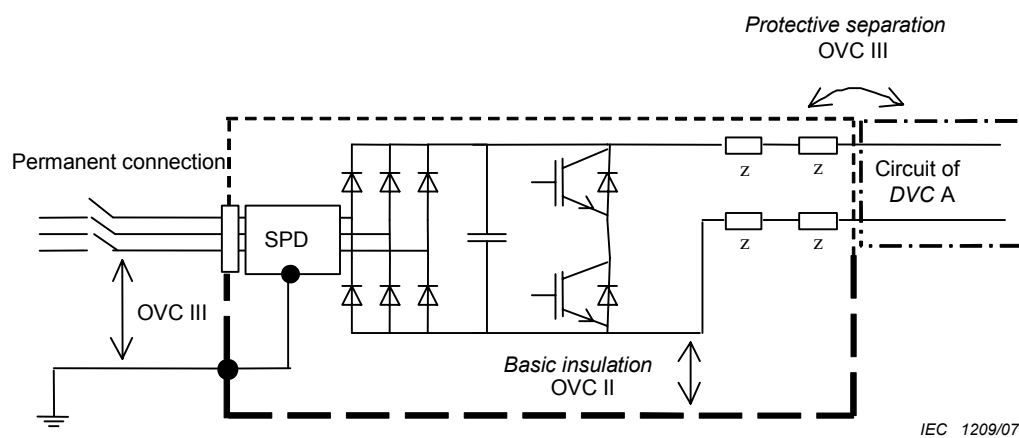 Protective separation
OVC III
Permanent connection
z
z
Circuit of
DVC A
SPD
z
z
OVC III
Basic insulation
OVC II
IEC 1209/07